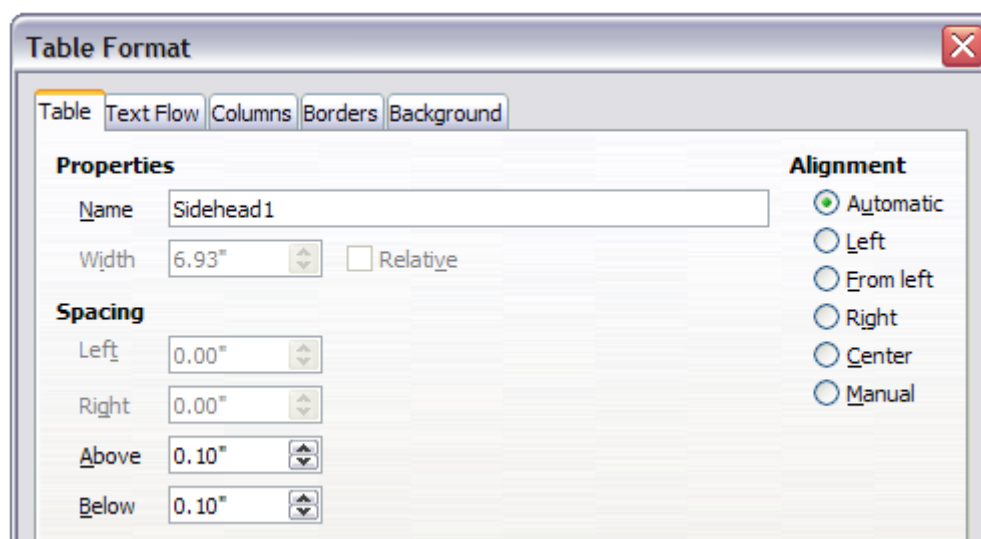 Table Format
Table Text Flow Columns Borders Background
Properties
Name Sidehead1
Width 6.93" Relative
Spacing
Left 0.00"
Right 0.00"
Above 0.10"
Below 0.10"
Alignment
Automatic
Left
From left
Right
Center
Manual